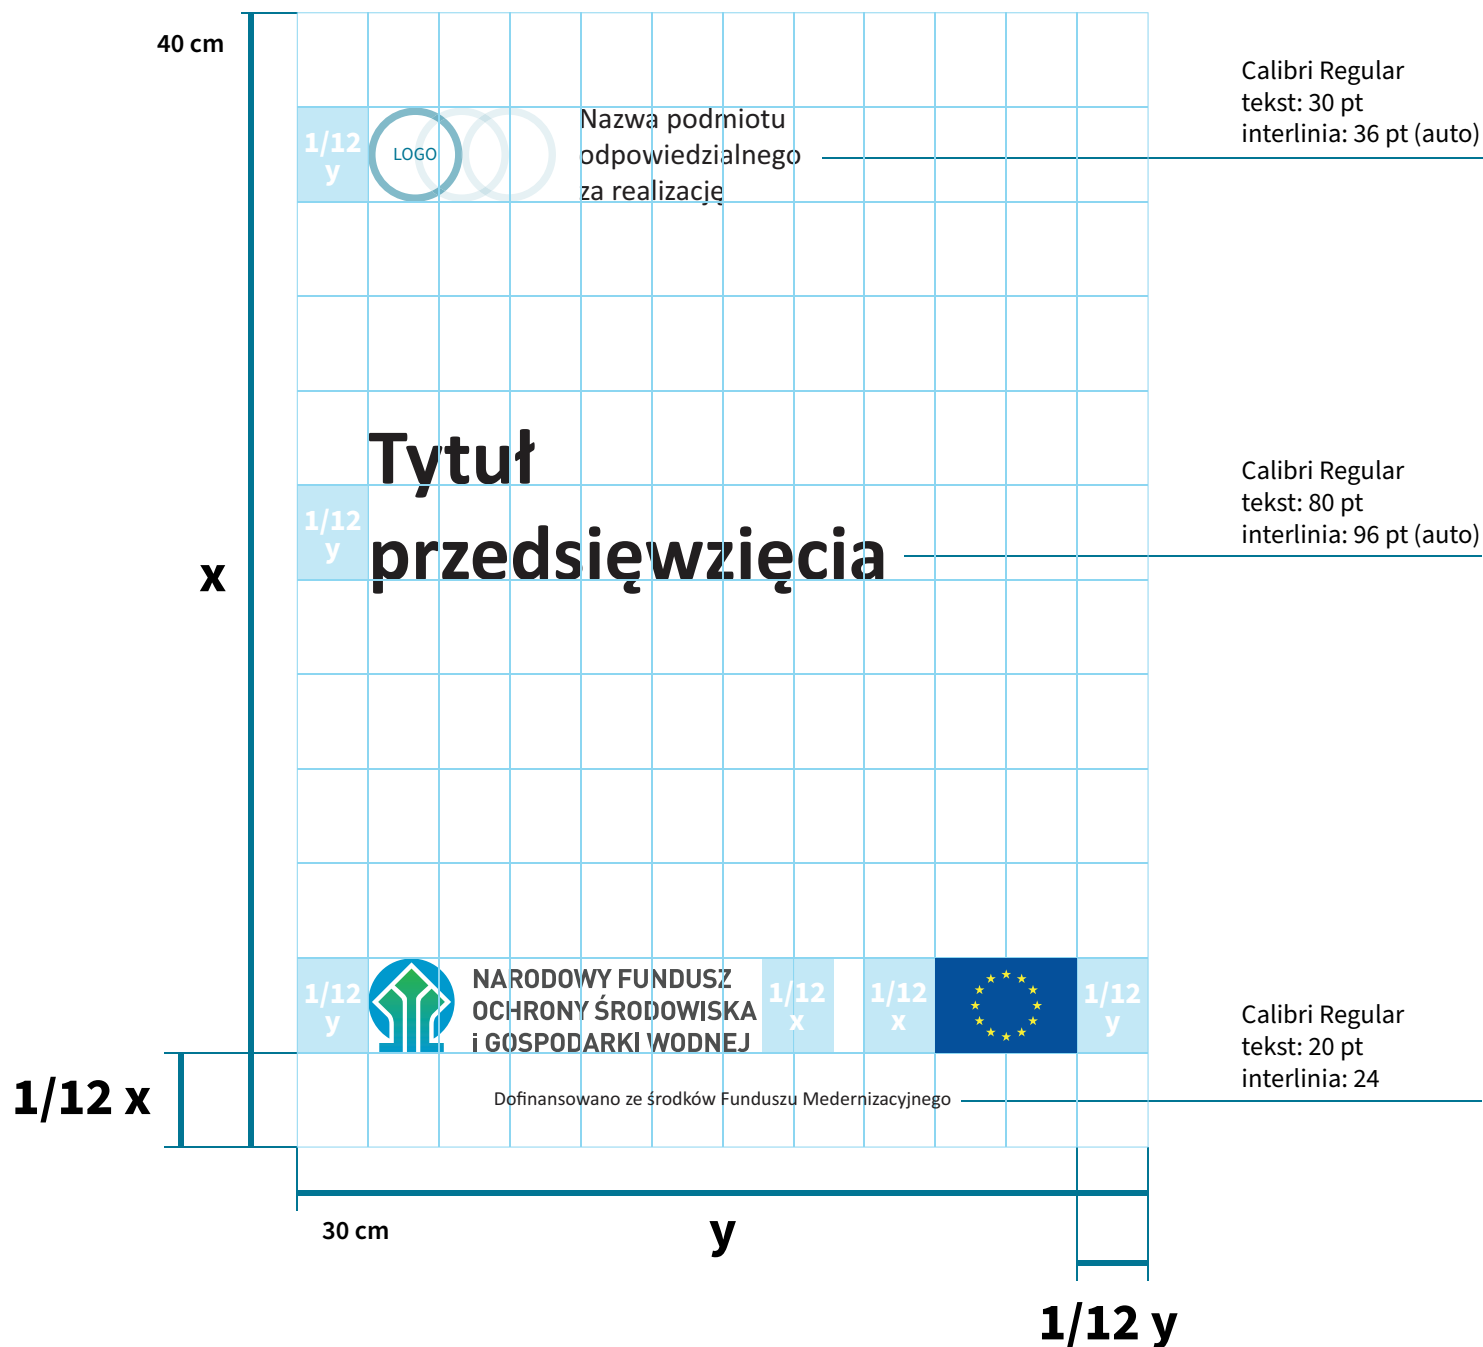 40 cm
Calibri Regular
tekst: 30 pt
interlinia: 36 pt (auto)
1/12
y
LOGO
Nazwa podmiotu
odpowiedzialnego
za realizację
Tytuł
przedsięwzięcia
1/12
y
Calibri Regular
tekst: 80 pt
interlinia: 96 pt (auto)
x
1/12
y
NARODOWY FUNDUSZ
OCHRONY ŚRODOWISKA
i GOSPODARKI WODNEJ
1/12
x
1/12
x
1/12
y
Calibri Regular
tekst: 20 pt
interlinia: 24
1/12 x
Dofinansowano ze środków Funduszu Medernizacyjnego
30 cm
y
1/12 y